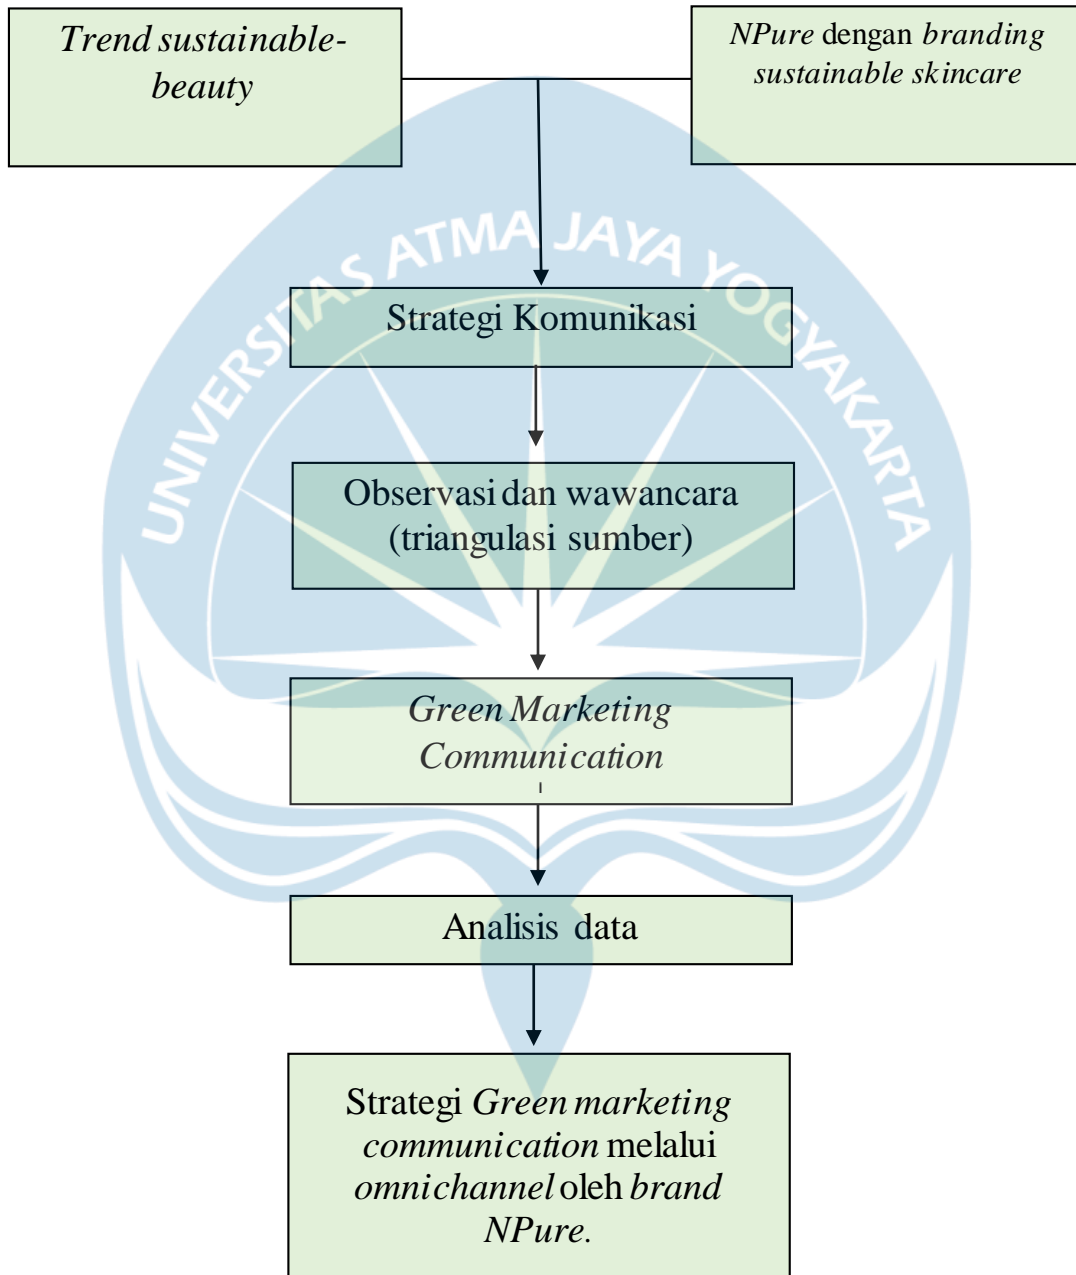 Trend sustainable-
beauty
NPure dengan branding
sustainable skincare
UNIVERSITAS ATMA JAYA YOGYAKARTA
Strategi Komunikasi
Observasi dan wawancara
(triangulasi sumber)
Green Marketing
Communication
Analisis data
Strategi Green marketing
communication melalui
omnichannel oleh brand
NPure.